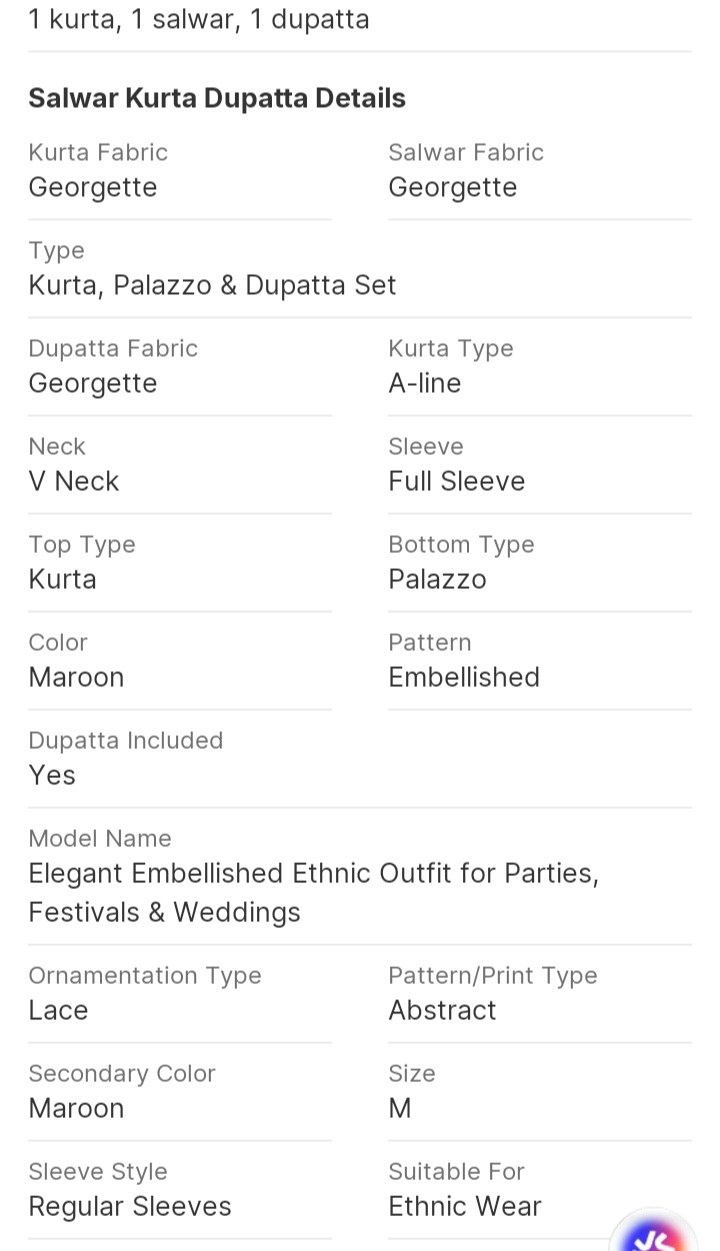 1 kurta, 1 salwar, 1 dupatta
Salwar Kurta Dupatta Details
Kurta Fabric
Georgette
Salwar Fabric
Georgette
Type
Kurta, Palazzo & Dupatta Set
Dupatta Fabric
Georgette
Kurta Type
A-line
Neck
V Neck
Sleeve
Full Sleeve
Top Type
Kurta
Bottom Type
Palazzo
Color
Maroon
Pattern
Embellished
Dupatta Included
Yes
Model Name
Elegant Embellished Ethnic Outfit for Parties,
Festivals & Weddings
Ornamentation Type
Lace
Pattern/Print Type
Abstract
Secondary Color
Maroon
Size
M
Sleeve Style
Regular Sleeves
Suitable For
Ethnic Wear